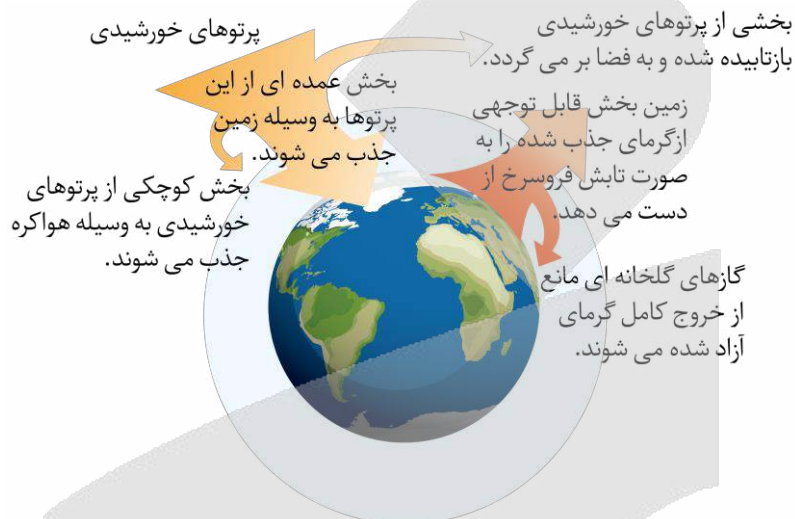 پرتوهای خورشیدی
بخشی از پرتوهای خورشیدی
بازتابیده شده و به فضا بر می گردد.
بخش عمده ای از این
پرتوها به وسیله زمین
جذب می شوند.
زمین بخش قابل توجهی
ازگرمای جذب شده را به
صورت تابش فروسرخ از
دست می دهد.
بخش کوچکی از پرتوهای
خورشیدی به وسیله هواکره
جذب می شوند.
گازهای گلخانه ای مانع
از خروج کامل گرمای
آزاد شده می شوند.